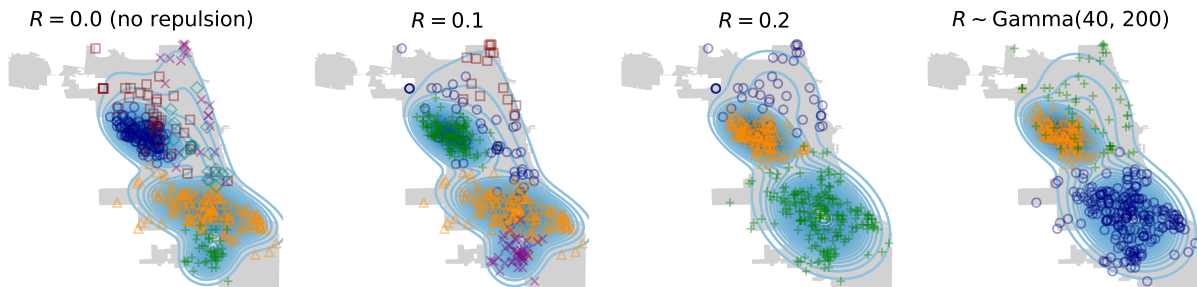 R = 0.0 (no repulsion)
R = 0.1
R = 0.2
R ∼ Gamma(40, 200)